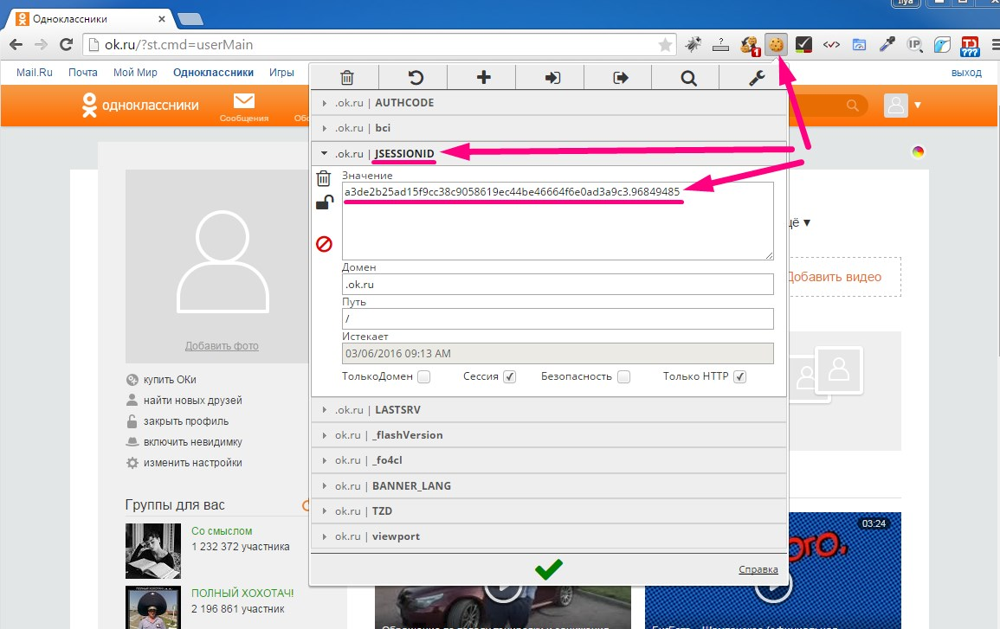 Одноклассники
ok.ru/?st.cmd=userMain
Mail.Ru Почта Мой Мир Одноклассники Игры
выход
одноклассники
Сообщения
.ok.ru | AUTHCODE
.ok.ru | bci
.ok.ru | JSESSIONID
Значение
a3de2b25ad15f9cc38c9058619ec44be46664f6e0ad3a9c3.96849485
Домен
.ok.ru
Путь
/
Истекает
03/06/2016 09:13 AM
ТолькоДомен Сессия Безопасность Только HTTP
.ok.ru | LASTSRV
ok.ru | _flashVersion
ok.ru | _fo4cl
ok.ru | BANNER_LANG
ok.ru | TZD
ok.ru | viewport
Справка
Добавить фото
купить ОКи
найти новых друзей
закрыть профиль
включить невидимку
изменить настройки
Группы для вас
Со смыслом
1 232 372 участника
ПОЛНЫЙ ХОХОТАЧ!
2 196 861 участник
Добавить видео
03:24